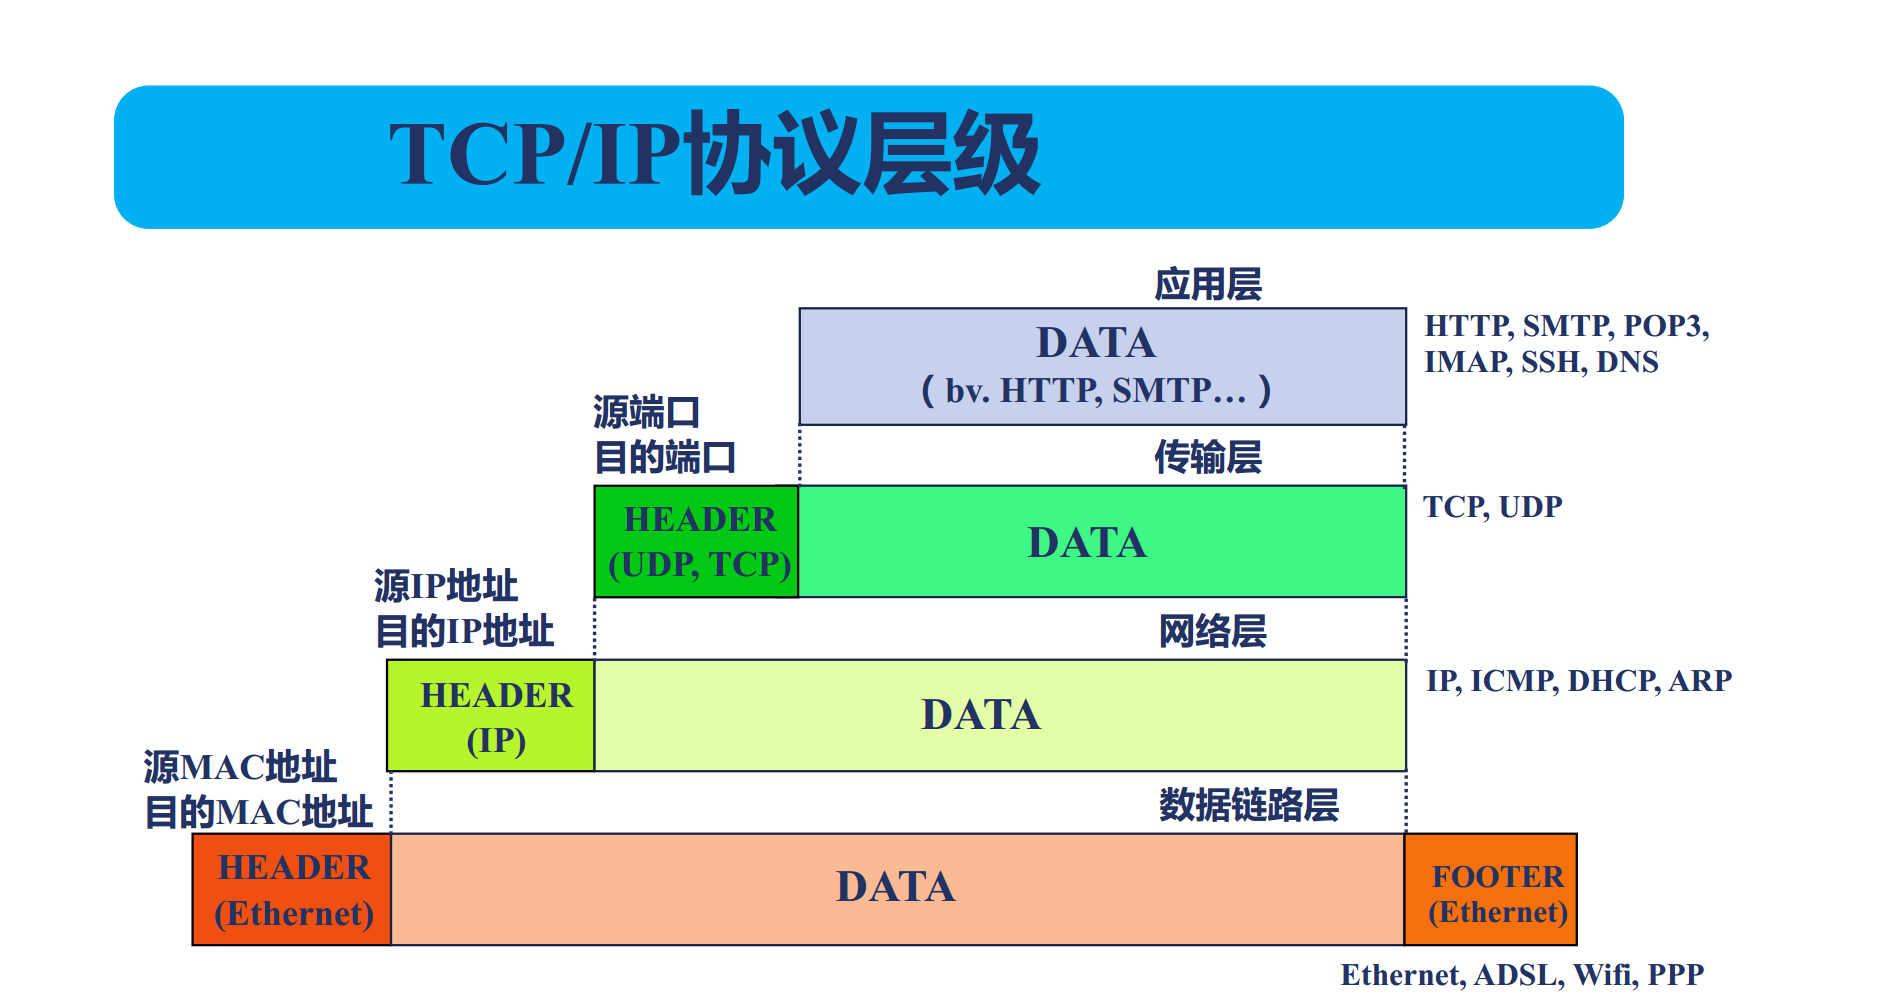 TCP/IP协议层级
应用层
DATA
( bv. HTTP, SMTP… )
HTTP, SMTP, POP3,
IMAP, SSH, DNS
源端口
目的端口
传输层
HEADER
(UDP, TCP)
DATA
TCP, UDP
源IP地址
目的IP地址
网络层
HEADER
(IP)
DATA
IP, ICMP, DHCP, ARP
源MAC地址
目的MAC地址
数据链路层
HEADER
(Ethernet)
DATA
FOOTER
(Ethernet)
Ethernet, ADSL, Wifi, PPP